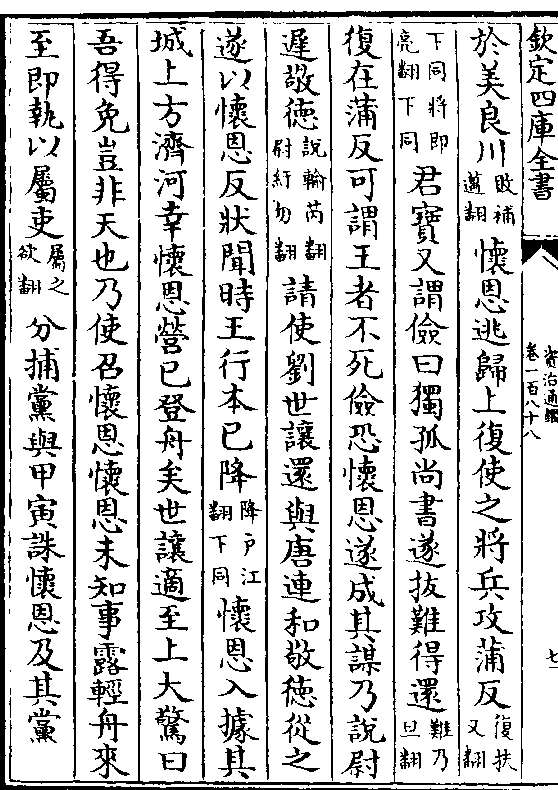 欽定四庫全書
資治通鑑
卷一百八十八
七
於美良川敗補邁翻懷恩逃歸上復使之將兵攻蒲反復扶又翻
下同將即亮翻下同君寶又謂儉曰獨孤尚書遂拔難得還難乃旦翻
復在蒲反可謂王者不死儉恐懷恩遂成其謀乃說尉
遲敬德說輸芮翻尉紆勿翻請使劉世讓還與唐連和敬德從之
遂以懷恩反狀聞時王行本已降降戶江翻下同懷恩入據其
城上方濟河幸懷恩營已登舟矣世讓適至上大驚曰
吾得免豈非天也乃使召懷恩懷恩未知事露輕舟來
至即執以屬吏屬之欲翻分捕黨與甲寅誅懷恩及其黨